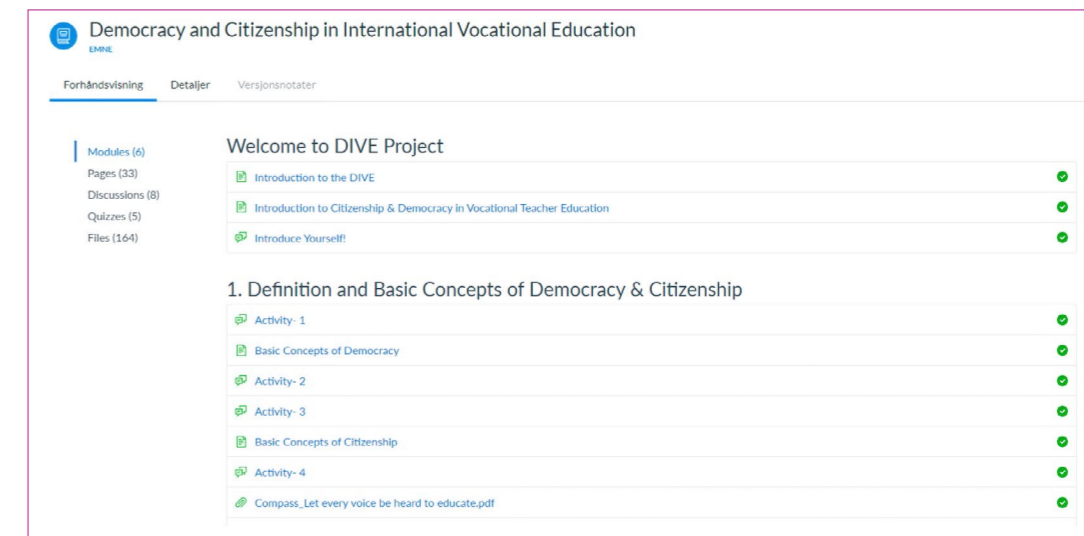 Democracy and Citizenship in International Vocational Education
EMNE
Forhåndsvisning Detaljer Versjonsnotater
Modules (6)
Pages (33)
Discussions (8)
Quizzes (5)
Files (164)
Welcome to DIVE Project
Introduction to the DIVE
Introduction to Citizenship & Democracy in Vocational Teacher Education
Introduce Yourself!
1. Definition and Basic Concepts of Democracy & Citizenship
Activity- 1
Basic Concepts of Democracy
Activity- 2
Activity- 3
Basic Concepts of Citizenship
Activity- 4
Compass_Let every voice be heard to educate.pdf